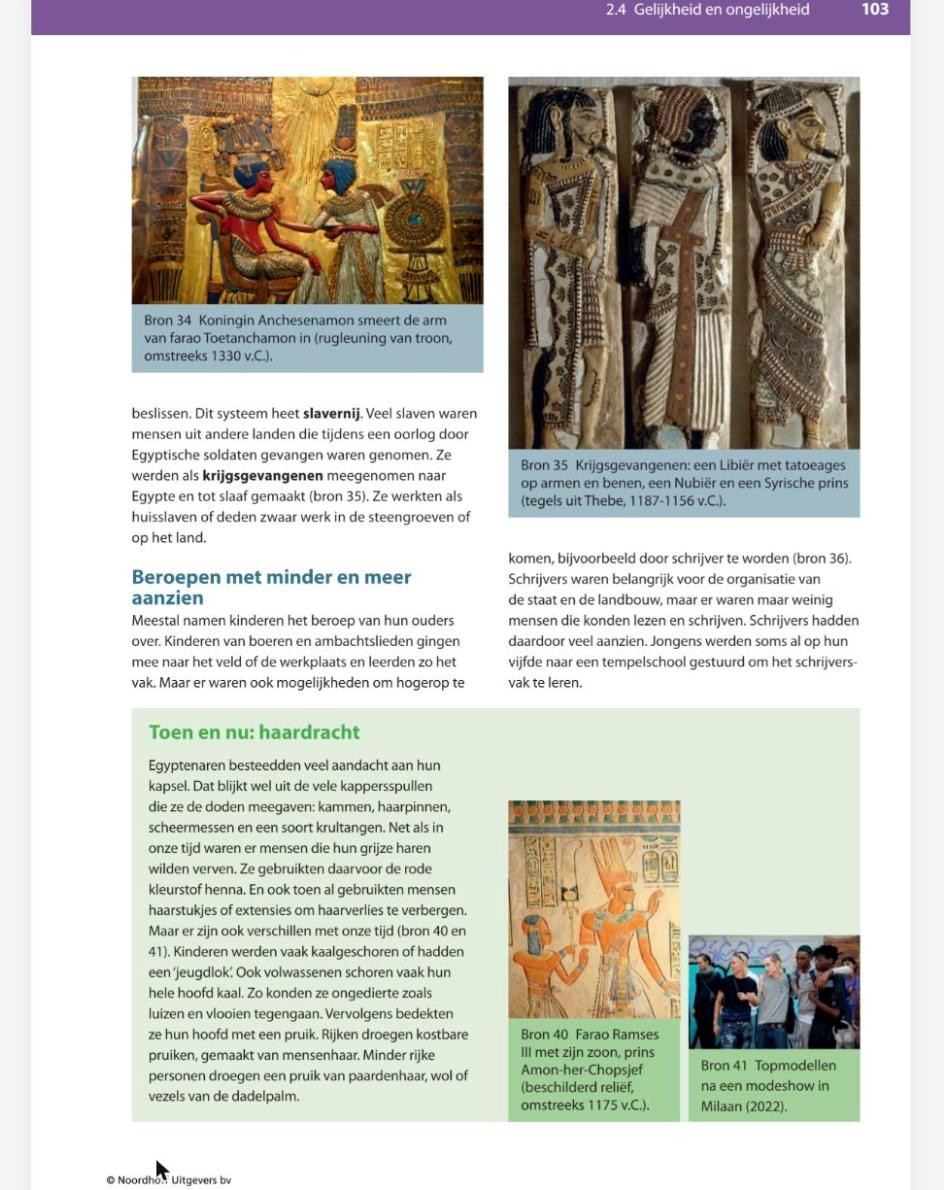 2.4 Gelijkheid en ongelijkheid 103
Bron 34 Koningin Anchesenamon smeert de arm
van farao Toetanchamon in (rugleuning van troon,
omstreeks 1330 v.C.).
beslissen. Dit systeem heet slavernij. Veel slaven waren
mensen uit andere landen die tijdens een oorlog door
Egyptische soldaten gevangen waren genomen. Ze
werden als krijgsgevangenen meegenomen naar
Egypte en tot slaaf gemaakt (bron 35). Ze werkten als
huisslaven of deden zwaar werk in de steengroeven of
op het land.
Beroepen met minder en meer
aanzien
Meestal namen kinderen het beroep van hun ouders
over. Kinderen van boeren en ambachtslieden gingen
mee naar het veld of de werkplaats en leerden zo het
vak. Maar er waren ook mogelijkheden om hogerop te
Bron 35 Krijgsgevangenen: een Libiër met tatoeages
op armen en benen, een Nubiër en een Syrische prins
(tegels uit Thebe, 1187-1156 v.C.).
komen, bijvoorbeeld door schrijver te worden (bron 36).
Schrijvers waren belangrijk voor de organisatie van
de staat en de landbouw, maar er waren maar weinig
mensen die konden lezen en schrijven. Schrijvers hadden
daardoor veel aanzien. Jongens werden soms al op hun
vijfde naar een tempelschool gestuurd om het schrijvers-
vak te leren.
Toen en nu: haardracht
Egyptenaren besteedden veel aandacht aan hun
kapsel. Dat blijkt wel uit de vele kappersspullen
die ze de doden meegaven: kammen, haarpinnen,
scheermessen en een soort krultangen. Net als in
onze tijd waren er mensen die hun grijze haren
wilden verven. Ze gebruikten daarvoor de rode
kleurstof henna. En ook toen al gebruikten mensen
haarstukjes of extensies om haarverlies te verbergen.
Maar er zijn ook verschillen met onze tijd (bron 40 en
41). Kinderen werden vaak kaalgeschoren of hadden
een 'jeugdlok'. Ook volwassenen schoren vaak hun
hele hoofd kaal. Zo konden ze ongedierte zoals
luizen en vlooien tegengaan. Vervolgens bedekten
ze hun hoofd met een pruik. Rijken droegen kostbare
pruiken, gemaakt van mensenhaar. Minder rijke
personen droegen een pruik van paardenhaar, wol of
vezels van de dadelpalm.
Bron 40 Farao Ramses
III met zijn zoon, prins
Amon-her-Chopsjef
(beschilderd reliëf,
omstreeks 1175 v.C.).
Bron 41 Topmodellen
na een modeshow in
Milaan (2022).
© Noordhoff Uitgevers bv